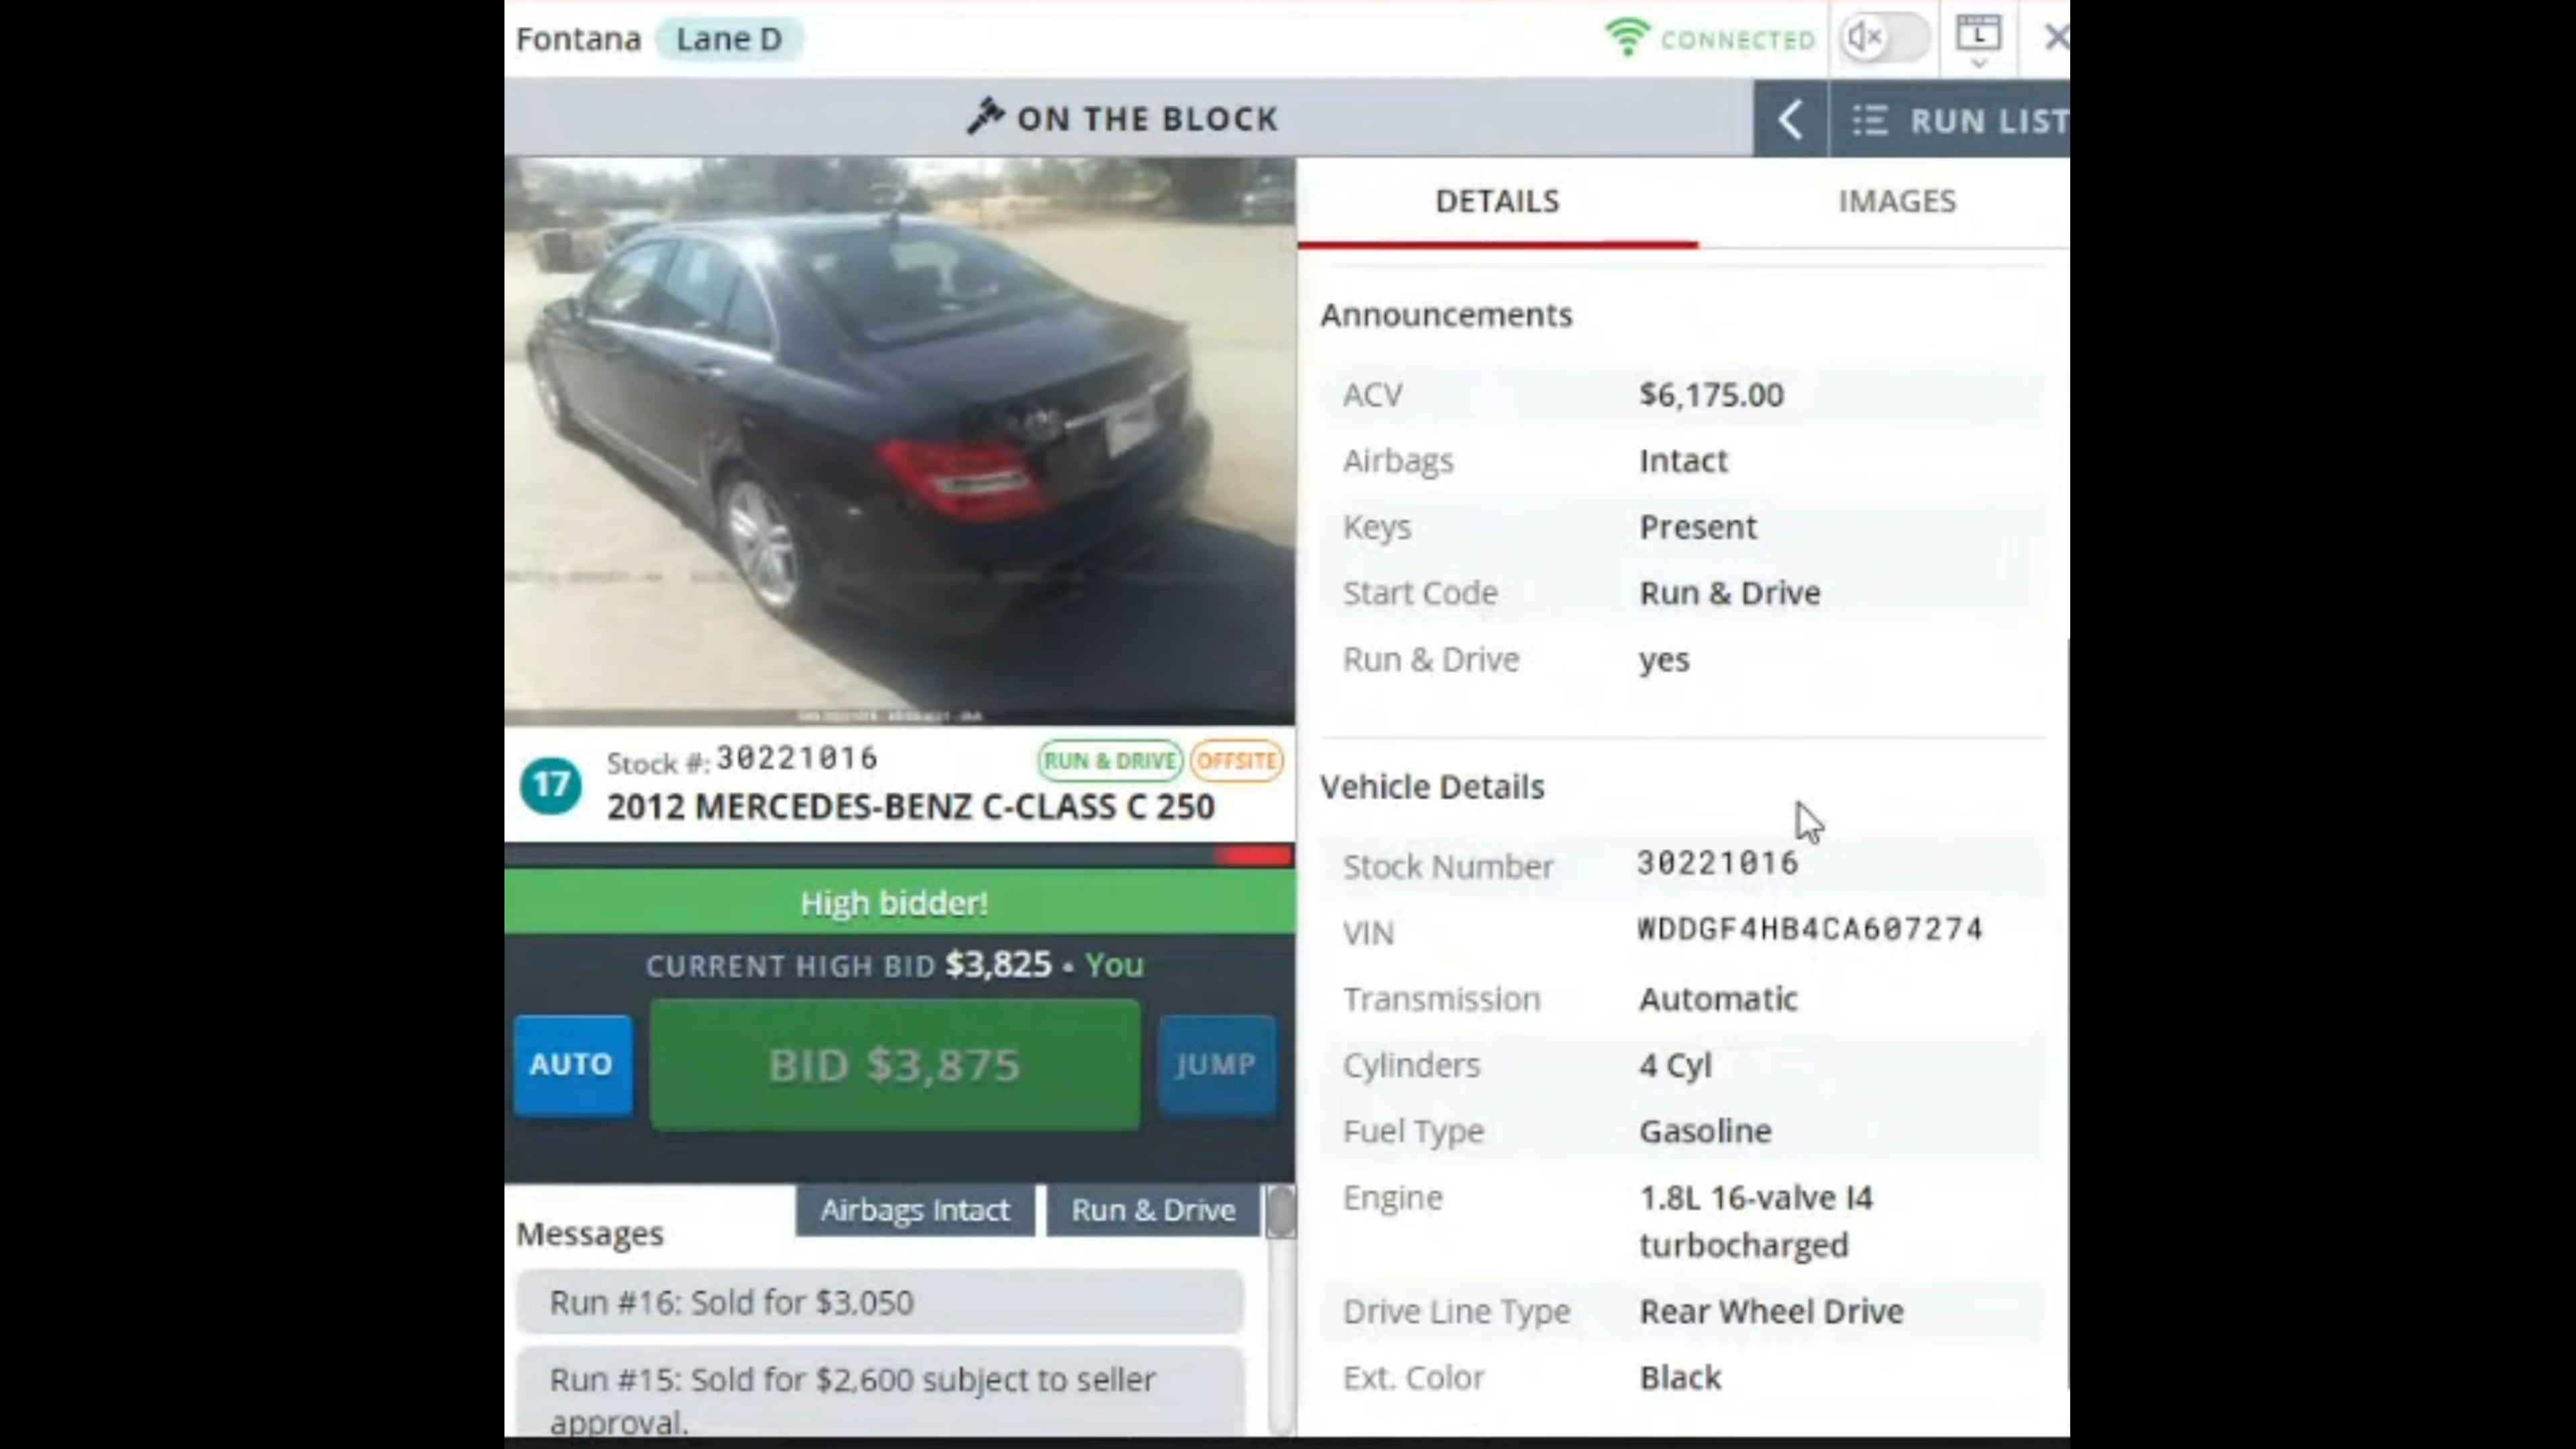 Fontana Lane D
CONNECTED
L
ON THE BLOCK
RUN LIST
DETAILS IMAGES
Announcements
ACV $6,175.00
Airbags Intact
Keys Present
Start Code Run & Drive
Run & Drive yes
17
Stock #: 30221016 RUN & DRIVE OFFSITE
2012 MERCEDES-BENZ C-CLASS C 250
High bidder!
CURRENT HIGH BID $3,825 • You
AUTO BID $3,875 JUMP
Messages Airbags Intact Run & Drive
Run #16: Sold for $3,050
Run #15: Sold for $2,600 subject to seller
approval.
Vehicle Details
Stock Number 30221016
VIN WDDGF4HB4CA607274
Transmission Automatic
Cylinders 4 Cyl
Fuel Type Gasoline
Engine 1.8L 16-valve I4
turbocharged
Drive Line Type Rear Wheel Drive
Ext. Color Black